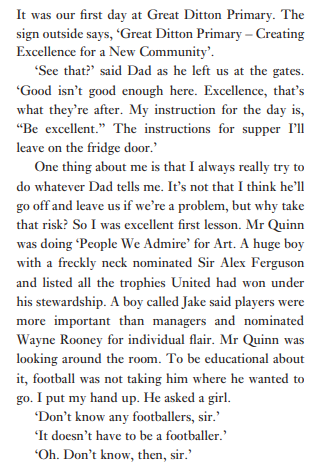 It was our first day at Great Ditton Primary. The
sign outside says, ‘Great Ditton Primary – Creating
Excellence for a New Community’.
‘See that?’ said Dad as he left us at the gates.
‘Good isn’t good enough here. Excellence, that’s
what they’re after. My instruction for the day is,
“Be excellent.” The instructions for supper I’ll
leave on the fridge door.’
One thing about me is that I always really try to
do whatever Dad tells me. It’s not that I think he’ll
go off and leave us if we’re a problem, but why take
that risk? So I was excellent first lesson. Mr Quinn
was doing ‘People We Admire’ for Art. A huge boy
with a freckly neck nominated Sir Alex Ferguson
and listed all the trophies United had won under
his stewardship. A boy called Jake said players were
more important than managers and nominated
Wayne Rooney for individual flair. Mr Quinn was
looking around the room. To be educational about
it, football was not taking him where he wanted to
go. I put my hand up. He asked a girl.
‘Don’t know any footballers, sir.’
‘It doesn’t have to be a footballer.’
‘Oh. Don’t know, then, sir.’